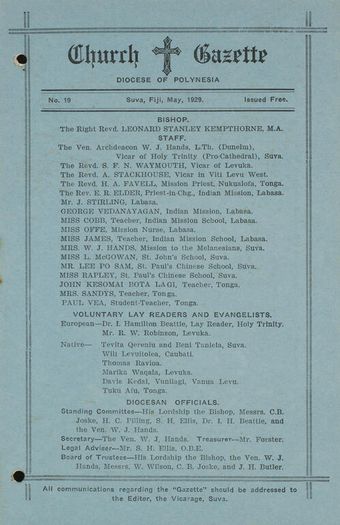 Church Gazette
DIOCESE OF POLYNESIA
No. 19 Suva, Fiji, May, 1929. Issued Free.
BISHOP.
The Right Revd. LEONARD STANLEY KEMPTHORNE, M.A.
STAFF.
The Ven. Archdeacon W. J. Hands, L.Th. (Dunelm),
Vicar of Holy Trinity (Pro-Cathedral), Suva.
The Revd. S. F. N. WAYMOUTH, Vicar of Levuka.
The Revd. A. STACKHOUSE, Vicar in Viti Levu West.
The Revd. H. A. FAVELL, Mission Priest, Nukualofa, Tonga.
The Rev. E. R. ELDER, Priest-in-Chg., Indian Mission, Labasa.
Mr. J. STIRLING, Labasa.
GEORGE VEDANAYAGAN, Indian Mission, Labasa.
MISS COBB, Teacher, Indian Mission School, Labasa.
MISS OFFE, Mission Nurse, Labasa.
MISS JAMES, Teacher, Indian Mission School, Labasa.
MRS. W. J. HANDS, Mission to the Melanesians, Suva.
MISS L. McGOWAN, St. John's School, Suva.
MR. LEE PO SAM, St. Paul's Chinese School, Suva.
MISS RAPLEY, St. Paul's Chinese School, Suva.
JOHN KESOMAI BOTA LAGI, Teacher, Tonga.
MRS. SANDYS, Teacher, Tonga.
PAUL VEA, Student-Teacher, Tonga.
VOLUNTARY LAY READERS AND EVANGELISTS.
European—Dr. I. Hamilton Beattie, Lay Reader, Holy Trinity.
Mr. R. W. Robinson, Levuka.
Native— Tevita Qereniu and Beni Taniela, Suva.
Wili Levuitolea, Caubati.
Thomas Ravioa.
Marika Waqala, Levuka.
Davie Kedai, Vunilagi, Vanua Levu.
Tuku Afu, Tonga.
DIOCESAN OFFICIALS.
Standing Committee—His Lordship the Bishop, Messrs. C.B.
Joske, H. C. Pilling, S. H. Ellis, Dr. I. H. Beattie, and
the Ven. W. J. Hands.
Secretary—The Ven. W. J. Hands. Treasurer—Mr. Forster.
Legal Adviser—Mr. S. H. Ellis, O.B.E.
Board of Trustees—His Lordship the Bishop, the Ven. W. J.
Hands, Messrs. W. Wilson, C. B. Joske, and J. H. Butler.
All communications regarding the "Gazette" should be addressed to
the Editor, the Vicarage, Suva.